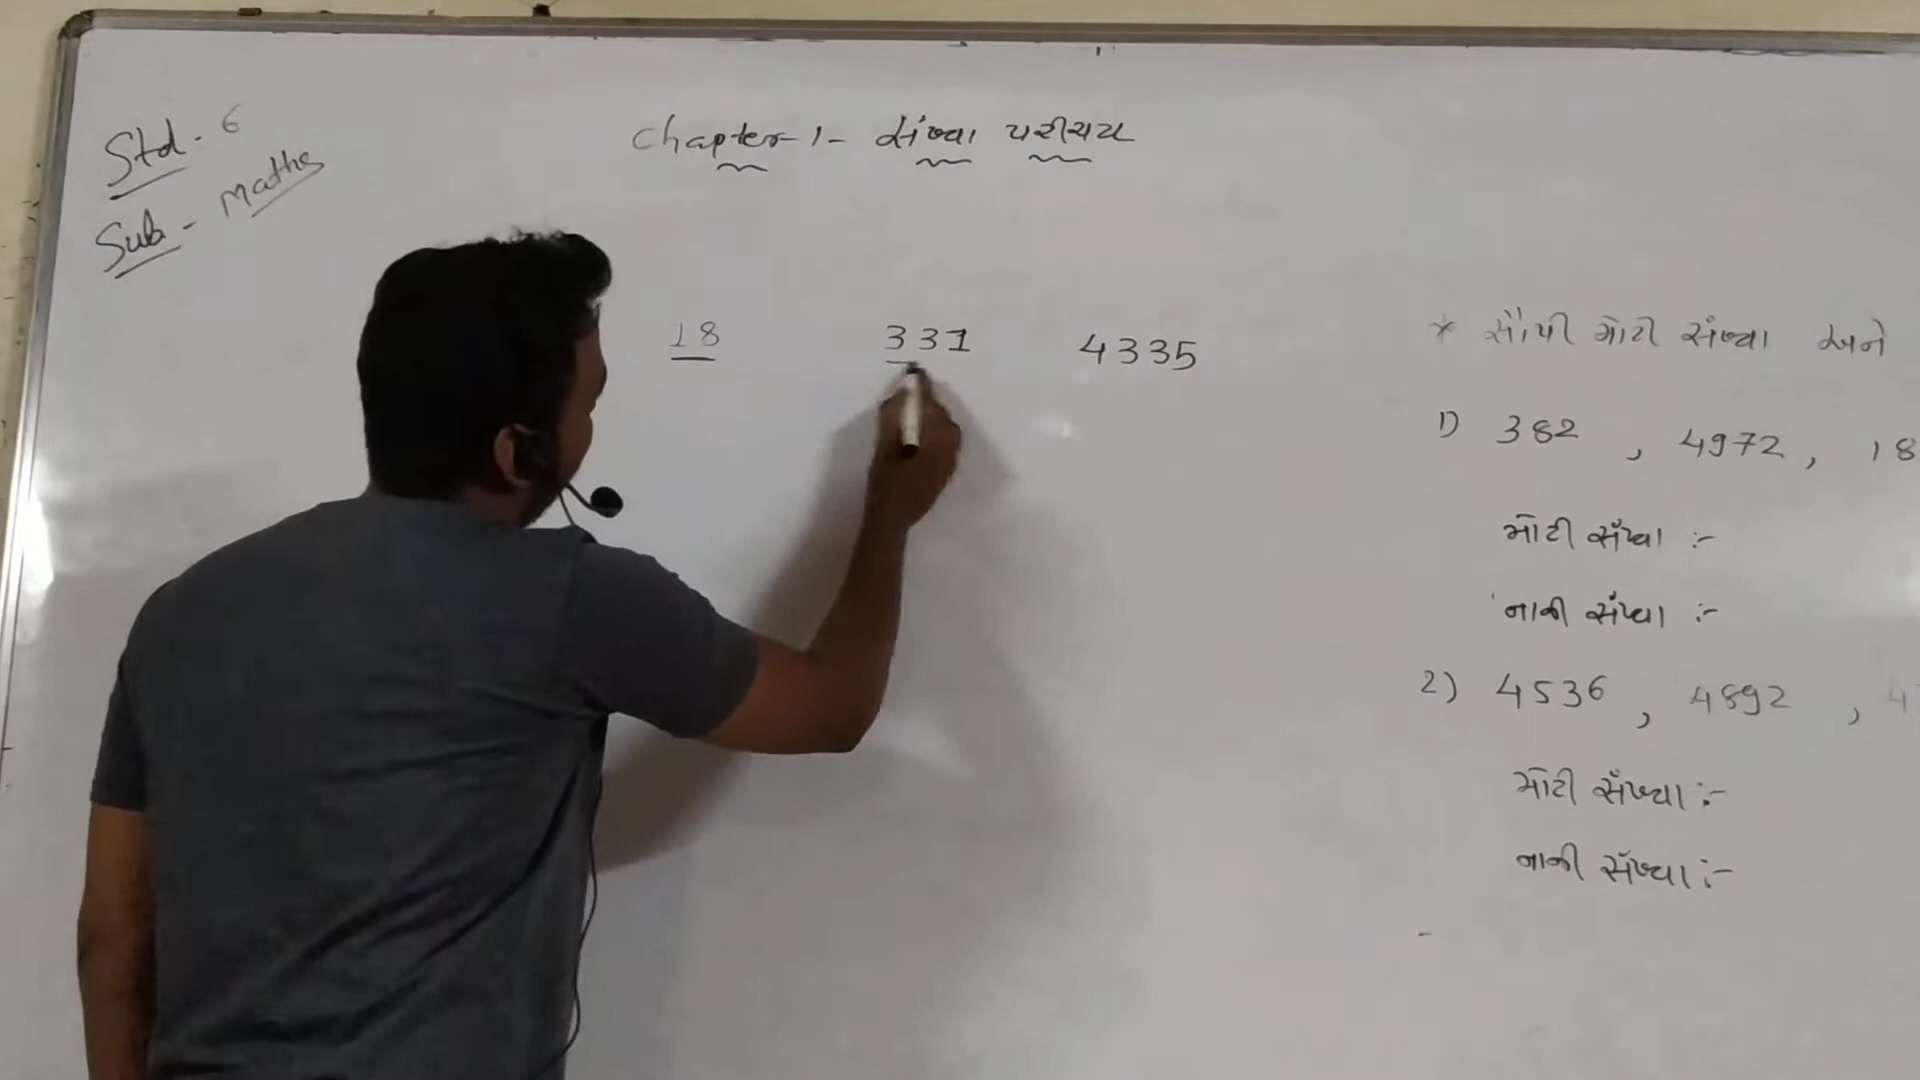 Std - 6
Sub - Maths
Chapter-1- સંખ્યા પરીચય
18 331 4335
* સૌથી મોટી સંખ્યા અને
1) 382 , 4972 , 18
મોટી સંખ્યા :-
નાની સંખ્યા :-
2) 4536 , 4892 , 4
મોટી સંખ્યા :-
નાની સંખ્યા :-